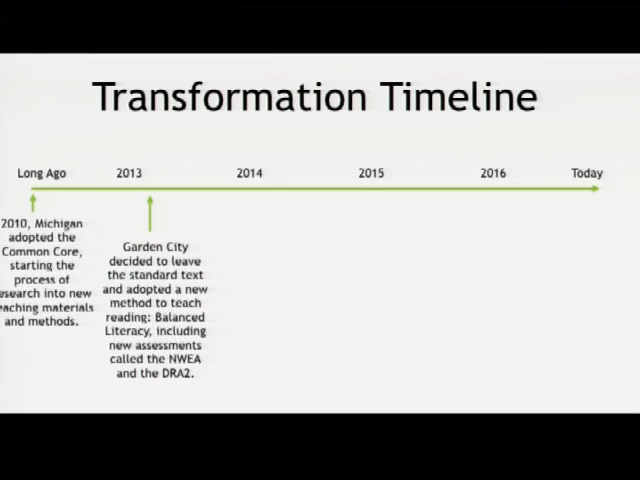 Transformation Timeline
Long Ago 2013 2014 2015 2016 Today
2010, Michigan
adopted the
Common Core,
starting the
process of
esearch into new
eaching materials
and methods.
Garden City
decided to leave
the standard text
and adopted a new
method to teach
reading: Balanced
Literacy, including
new assessments
called the NWEA
and the DRA2.